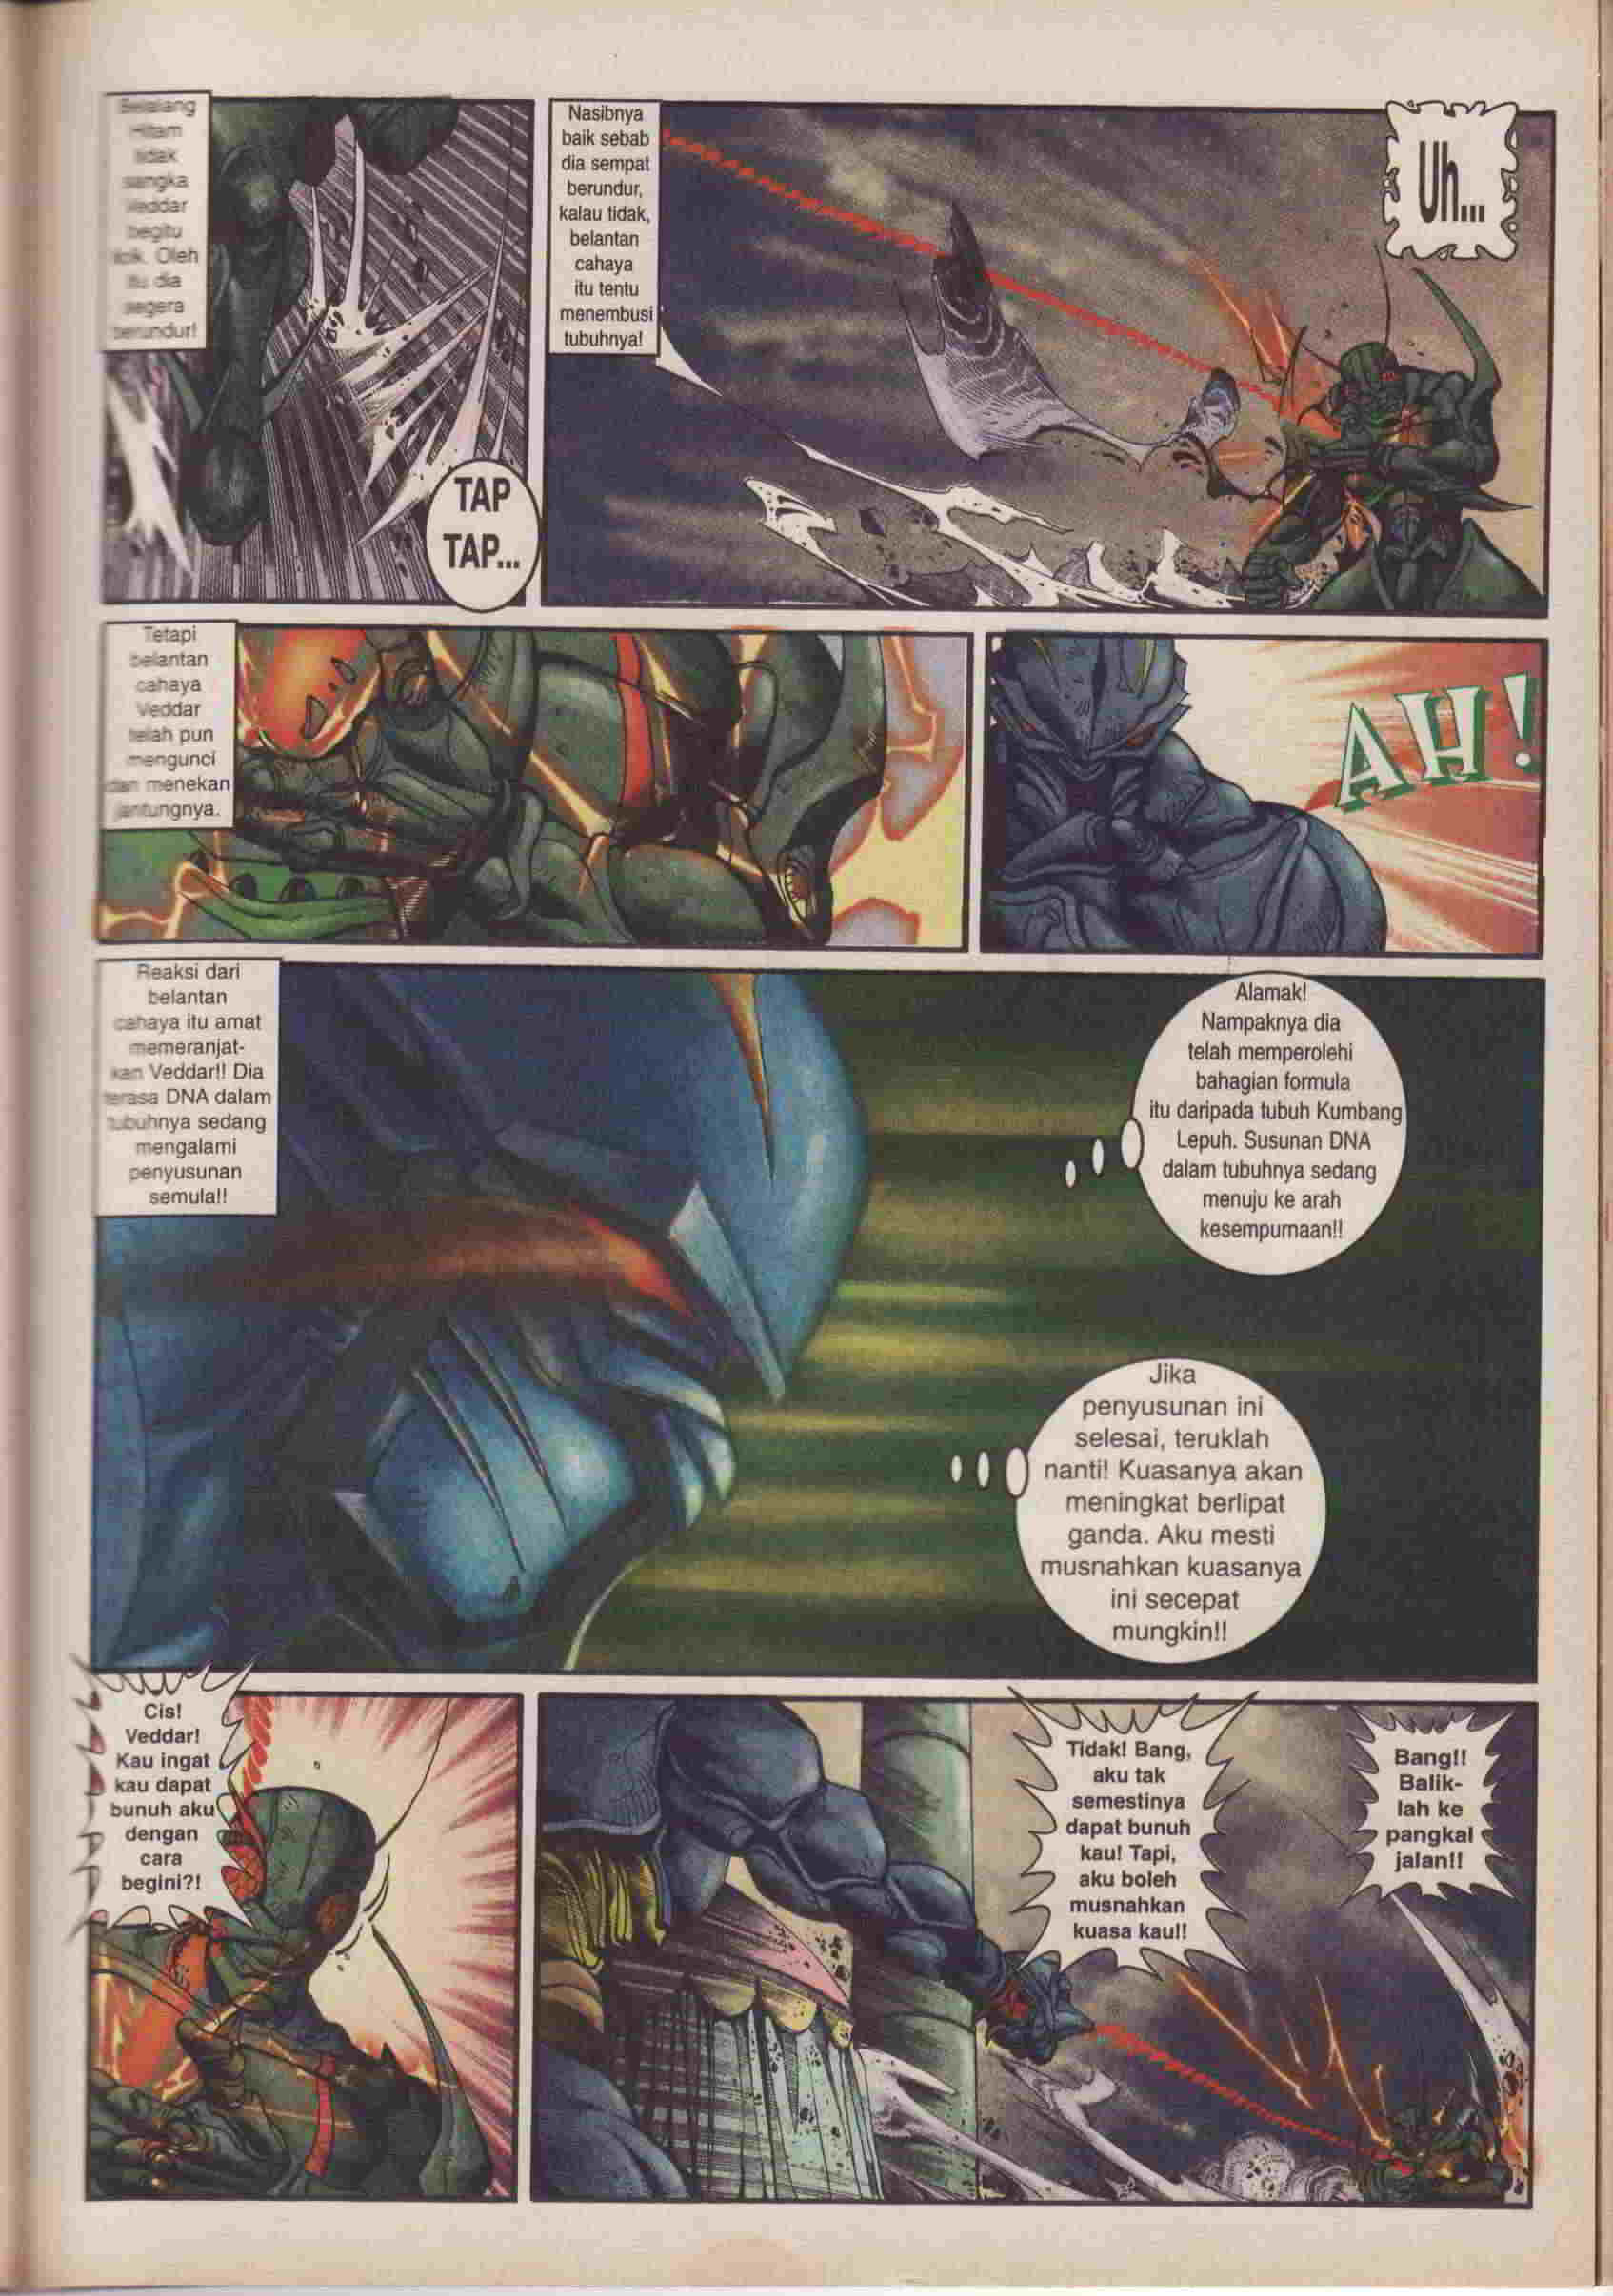 Belalang
Hitam
tidak
sangka
Veddar
begitu
licik. Oleh
itu dia
segera
berundur!
TAP
TAP...
Nasibnya
baik sebab
dia sempat
berundur,
kalau tidak,
belantan
cahaya
itu tentu
menembusi
tubuhnya!
Uh...
Tetapi
belantan
cahaya
Veddar
telah pun
mengunci
dan menekan
jantungnya.
AH!
Reaksi dari
belantan
cahaya itu amat
memeranjat-
kan Veddar!! Dia
terasa DNA dalam
tubuhnya sedang
mengalami
penyusunan
semula!!
Alamak!
Nampaknya dia
telah memperolehi
bahagian formula
itu daripada tubuh Kumbang
Lepuh. Susunan DNA
dalam tubuhnya sedang
menuju ke arah
kesempurnaan!!
Jika
penyusunan ini
selesai, teruklah
nanti! Kuasanya akan
meningkat berlipat
ganda. Aku mesti
musnahkan kuasanya
ini secepat
mungkin!!
Cis!
Veddar!
Kau ingat
kau dapat
bunuh aku
dengan
cara
begini?!
Tidak! Bang,
aku tak
semestinya
dapat bunuh
kau! Tapi,
aku boleh
musnahkan
kuasa kau!!
Bang!!
Balik-
lah ke
pangkal
jalan!!